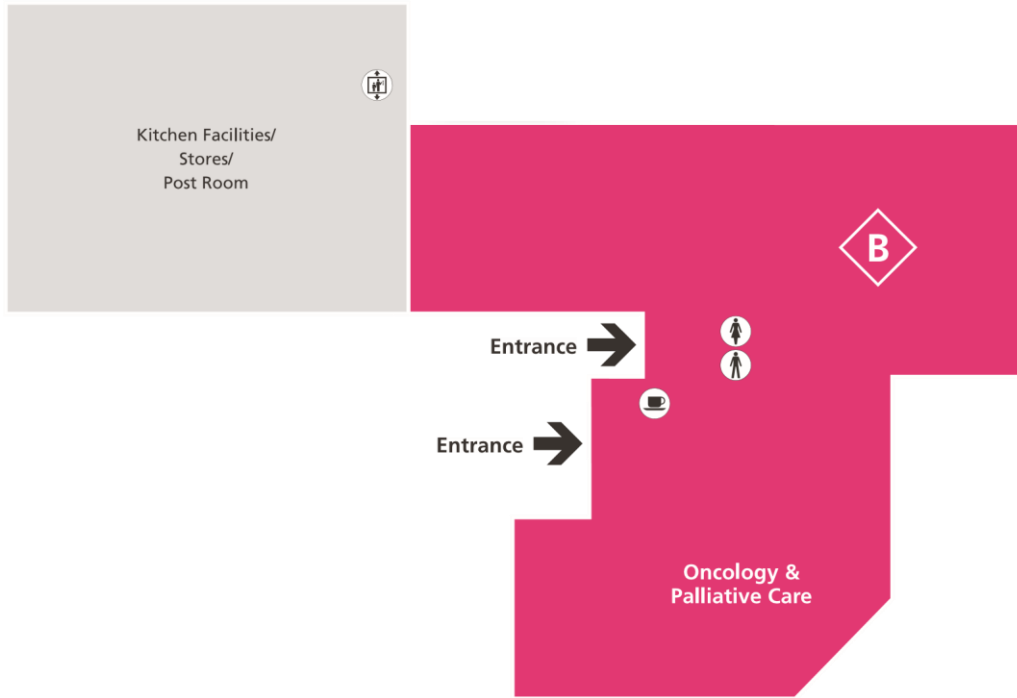 Kitchen Facilities/
Stores/
Post Room
B
Entrance
Entrance
Oncology &
Palliative Care